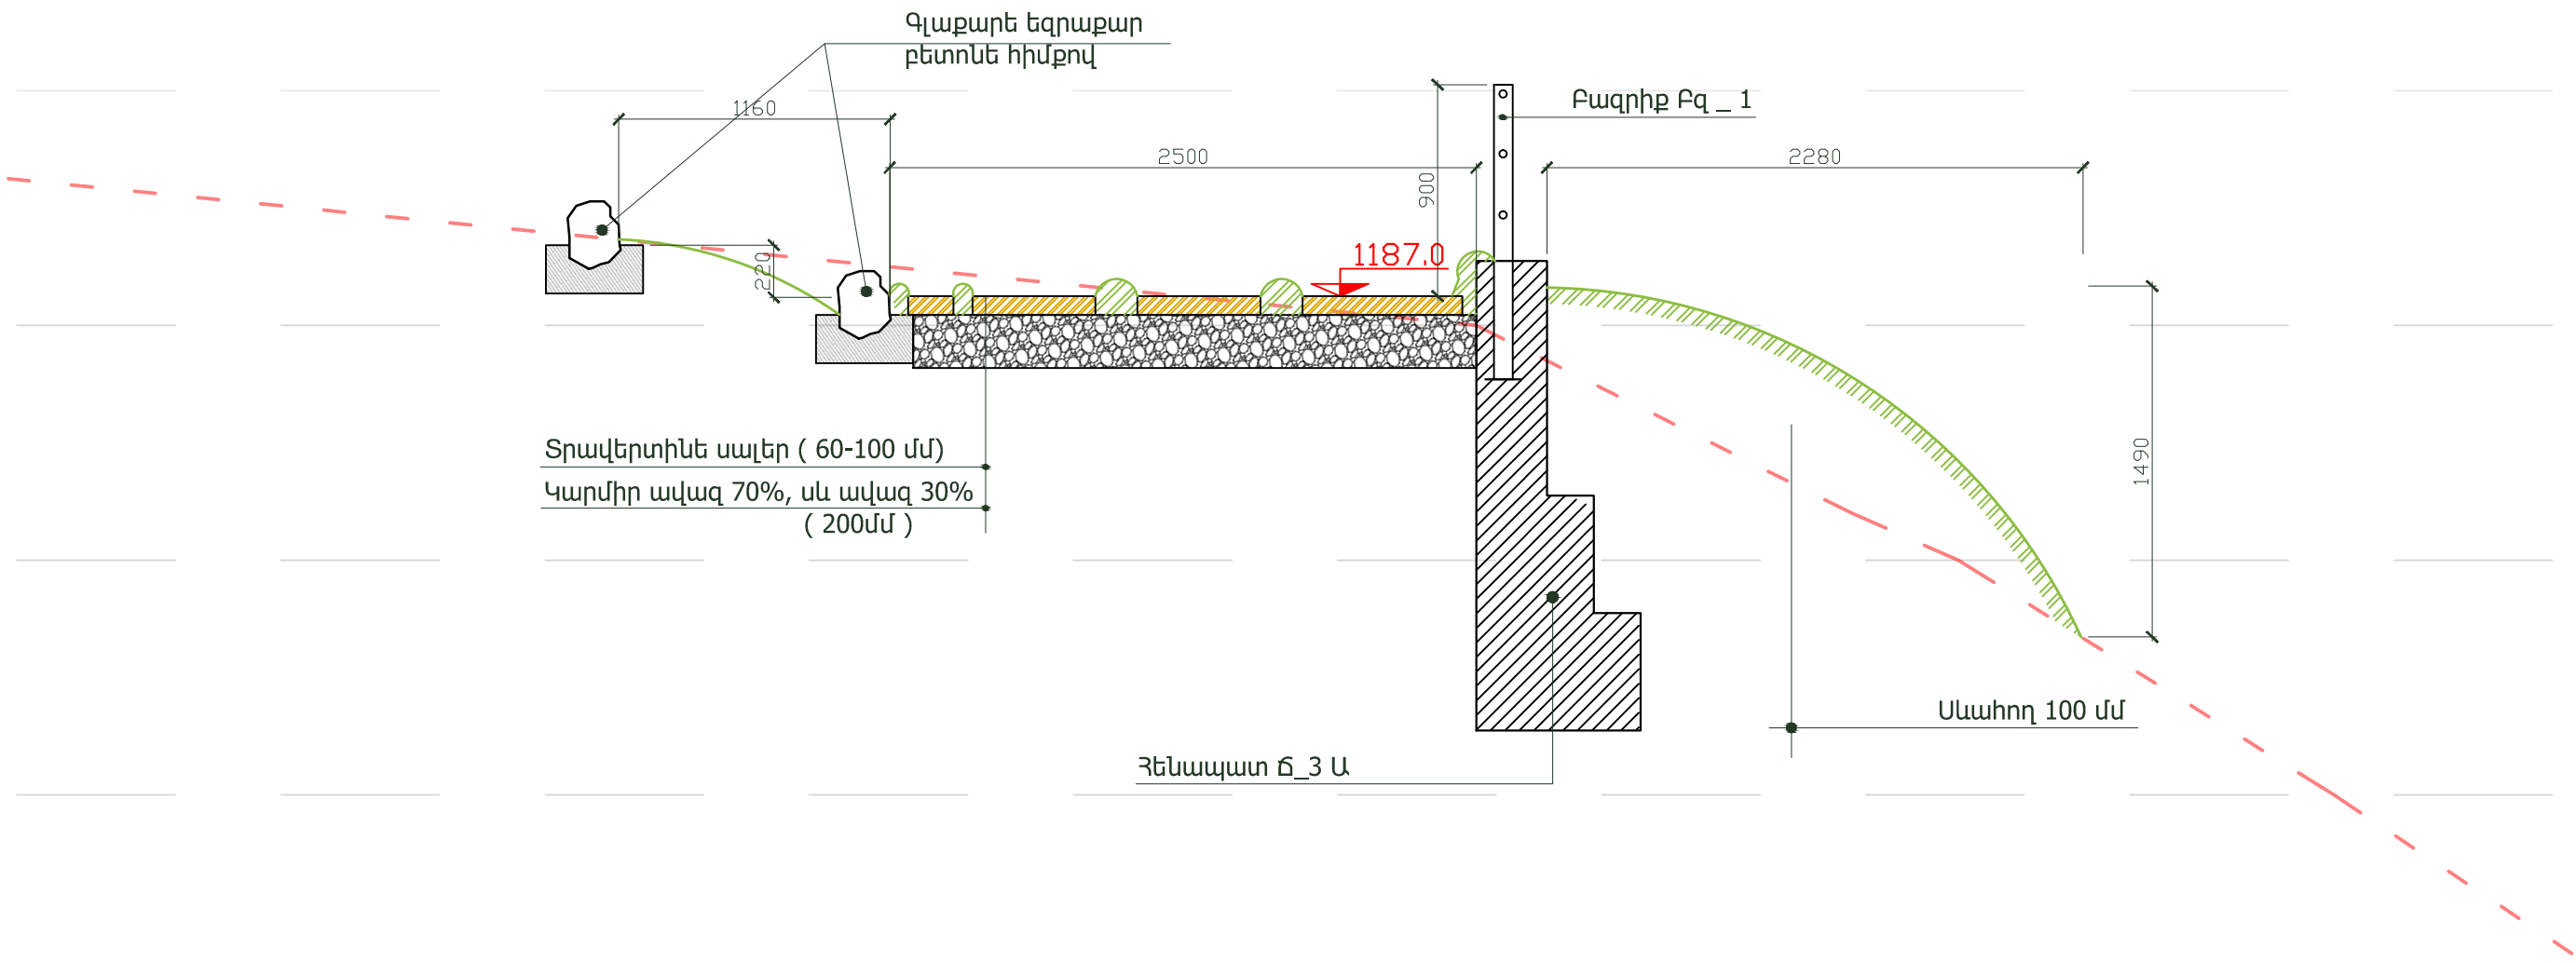 Գլաքարե եզրաքար
բետոնե հիմքով
1160
Բազրիք Բզ _ 1
2500
2280
900
1187.0
220
Տրավերտինե սալեր ( 60-100 մմ)
1490
Կարմիր ավազ 70%, սև ավազ 30%
( 200մմ )
Սևահող 100 մմ
Հենապատ Ճ_3 Ա